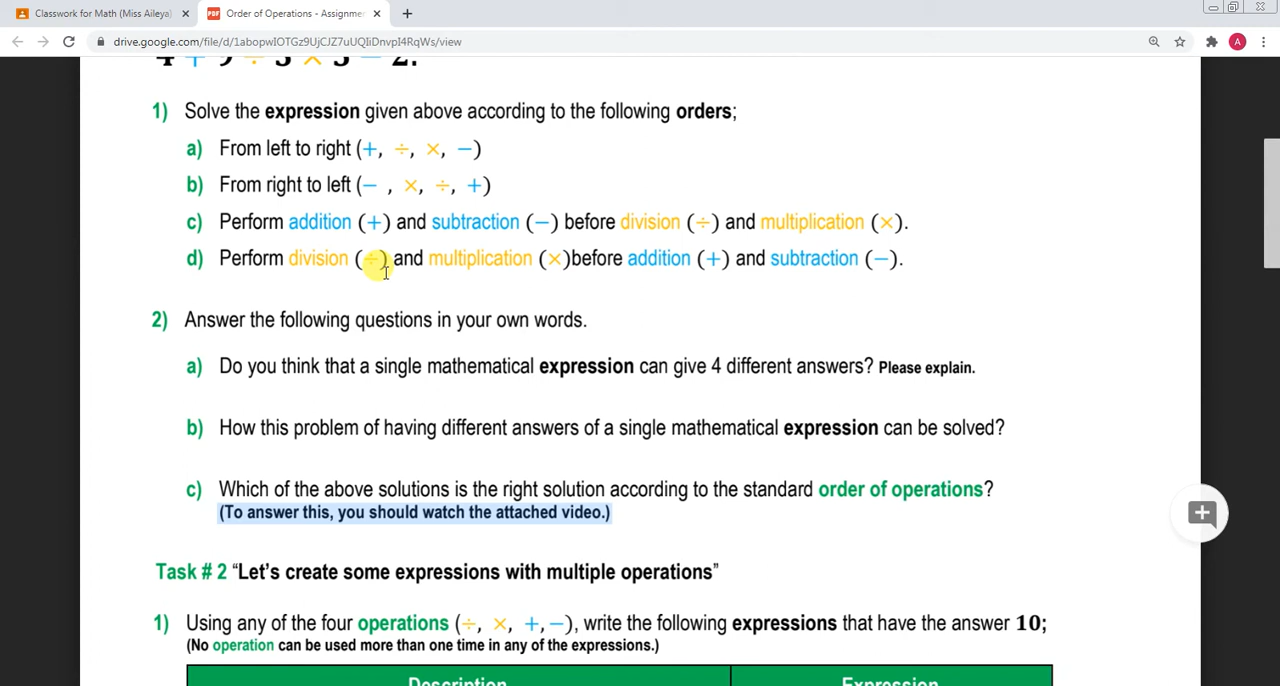 Classwork for Math (Miss Aileya)
Order of Operations - Assignme
drive.google.com/file/d/1abopwIOTGz9UjCJZ7uUQIiDnvpI4RqWs/view
A
1) Solve the expression given above according to the following orders;
a) From left to right (+, ÷, ×, −)
b) From right to left (− , ×, ÷, +)
c) Perform addition (+) and subtraction (−) before division (÷) and multiplication (×).
d) Perform division (÷) and multiplication (×)before addition (+) and subtraction (−).
2) Answer the following questions in your own words.
a) Do you think that a single mathematical expression can give 4 different answers? Please explain.
b) How this problem of having different answers of a single mathematical expression can be solved?
c) Which of the above solutions is the right solution according to the standard order of operations?
(To answer this, you should watch the attached video.)
Task # 2 “Let’s create some expressions with multiple operations”
1) Using any of the four operations (÷, ×, +,−), write the following expressions that have the answer 10;
(No operation can be used more than one time in any of the expressions.)
Description Expression